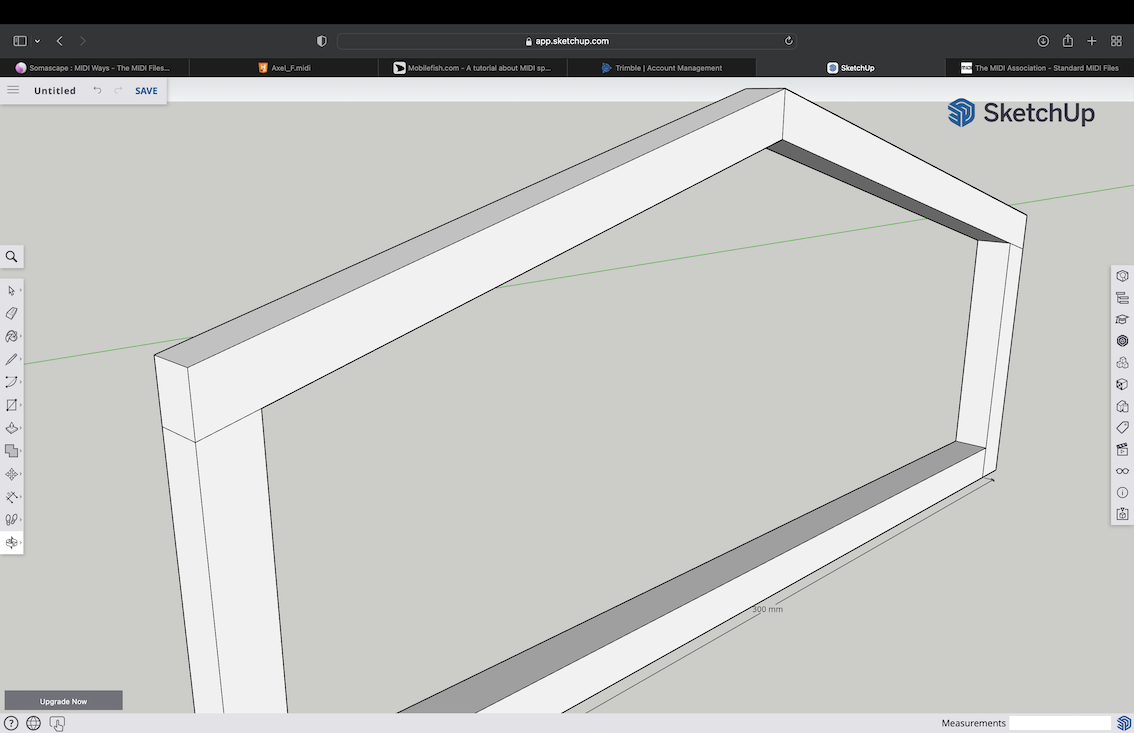 app.sketchup.com
Somascape : MIDI Ways - The MIDI Files...
Axel_F.midi
Mobilefish.com - A tutorial about MIDI sp...
Trimble | Account Management
SketchUp
The MIDI Association - Standard MIDI Files
Untitled
SAVE
SketchUp
300 mm
Upgrade Now
Measurements